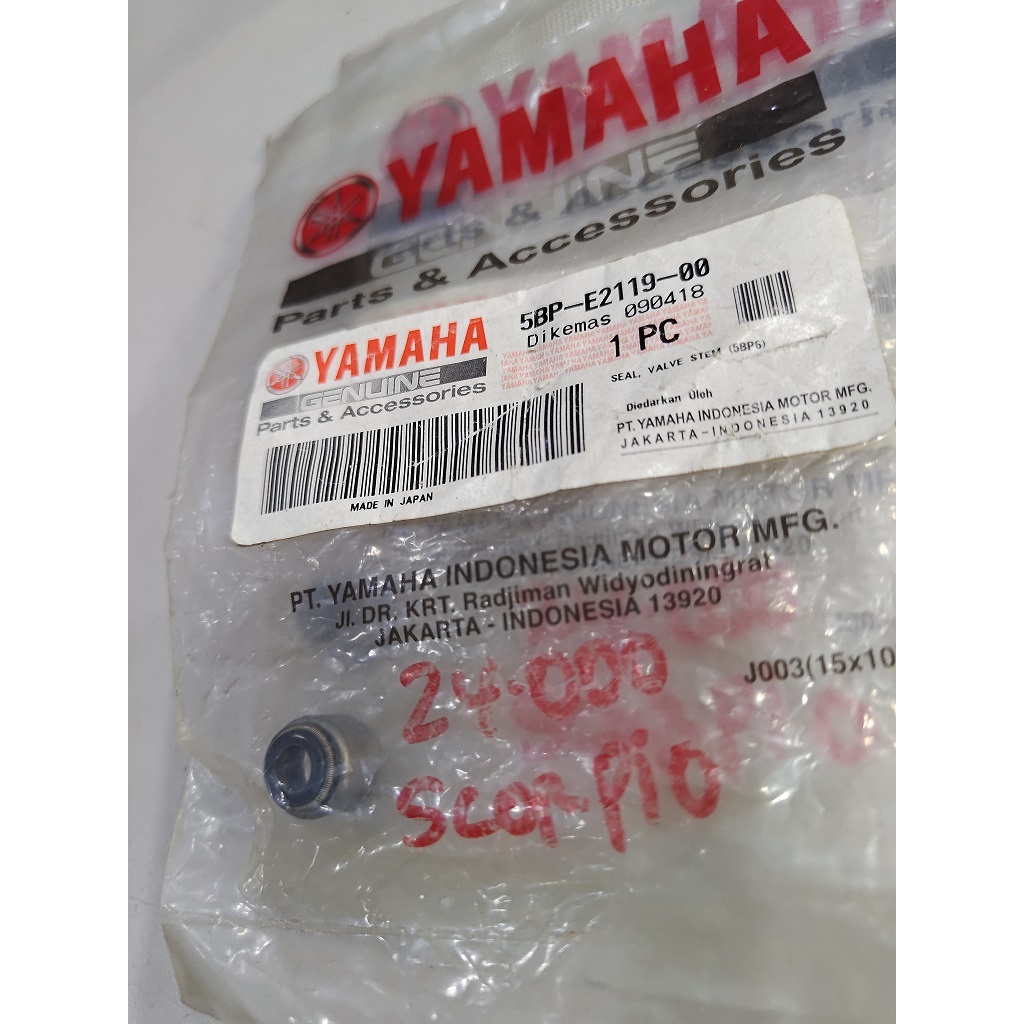 YAMAHA
GENUINE
Parts & Accessories
YAMAHA
GENUINE
Parts & Accessories
5BP-E2119-00
Dikemas 090418
1 PC
SEAL, VALVE STEM (5BP6)
Diedarkan Oleh
PT. YAMAHA INDONESIA MOTOR MFG.
JAKARTA-INDONESIA 13920
MADE IN JAPAN
PT. YAMAHA INDONESIA MOTOR MFG.
Jl. DR. KRT. Radjiman Widyodiningrat
JAKARTA - INDONESIA 13920
J003(15x10
24.000
SCORPiO